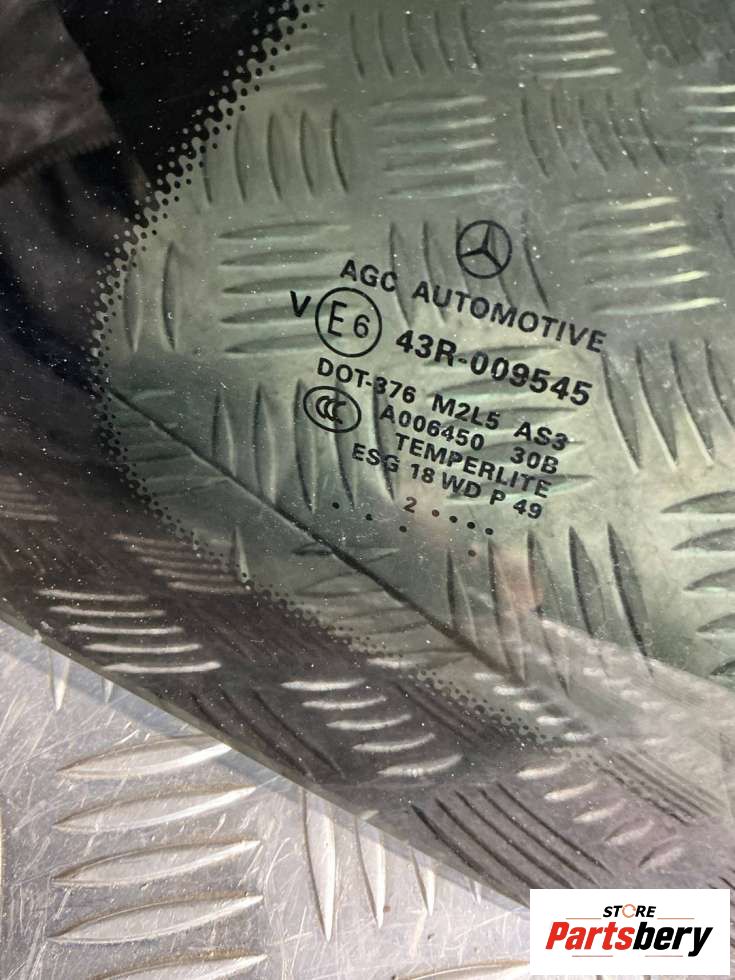 AGC AUTOMOTIVE
V E6 43R-009545
DOT-376 M2L5 AS3
CCC A006450 30B
TEMPERLITE
ESG 18 WD P 49
. . 2 . . . .
. . .
STORE
Partsbery